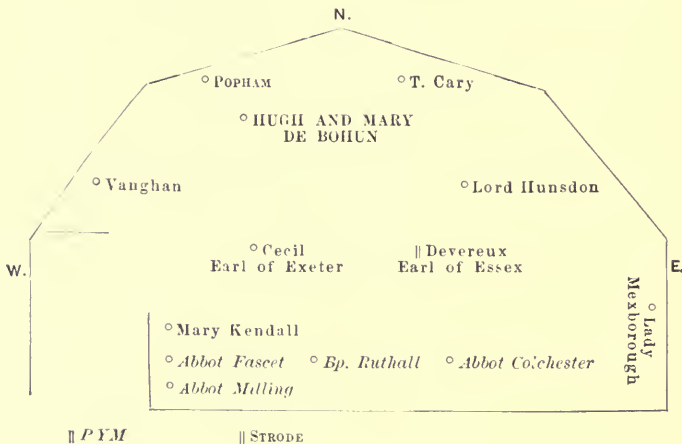 N.
POPHAM
T. Cary
HUGH AND MARY
DE BOHUN
Vaughan
Lord Hunsdon
W.
Cecil
Earl of Exeter
Devereux
Earl of Essex
E.
Lady
Mexborough
Mary Kendall
Abbot Fascet
Bp. Ruthall
Abbot Colchester
Abbot Milling
PYM
STRODE